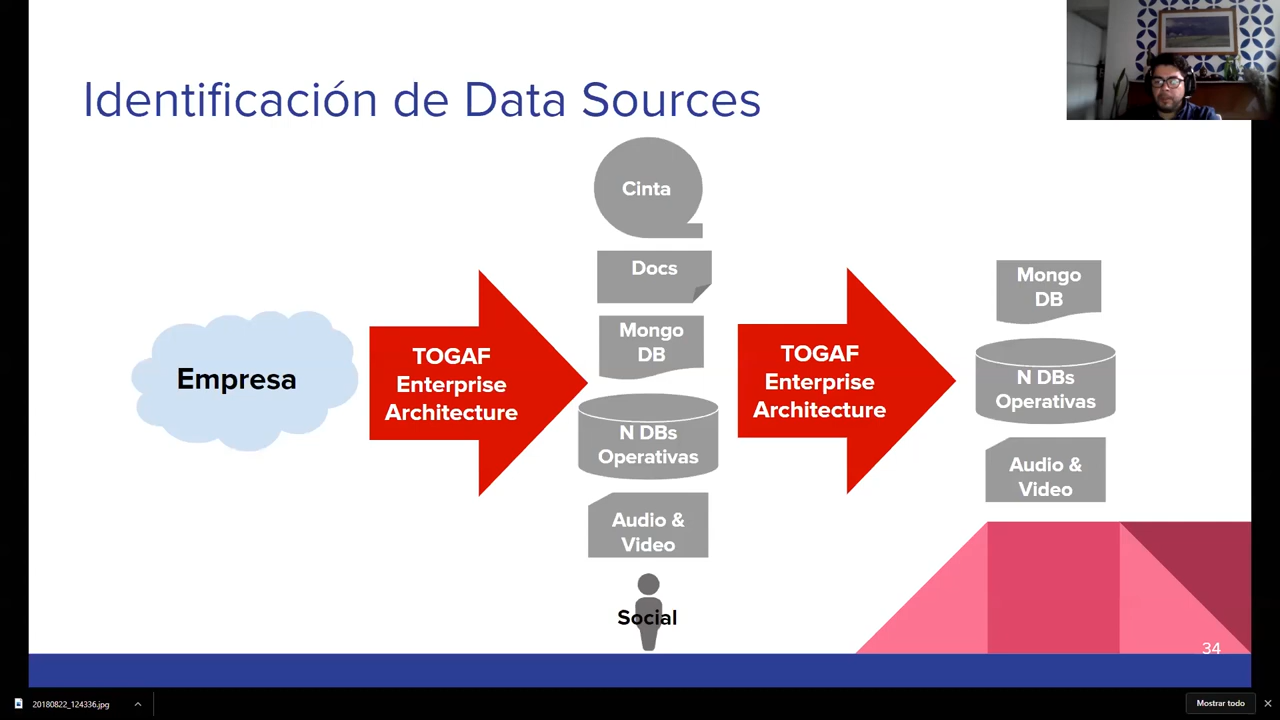 Identificación de Data Sources
Cinta
Docs
Mongo
DB
N DBs
Operativas
Audio &
Video
Social
Empresa
TOGAF
Enterprise
Architecture
TOGAF
Enterprise
Architecture
Mongo
DB
N DBs
Operativas
Audio &
Video
34
20180822_124336.jpg
Mostrar todo